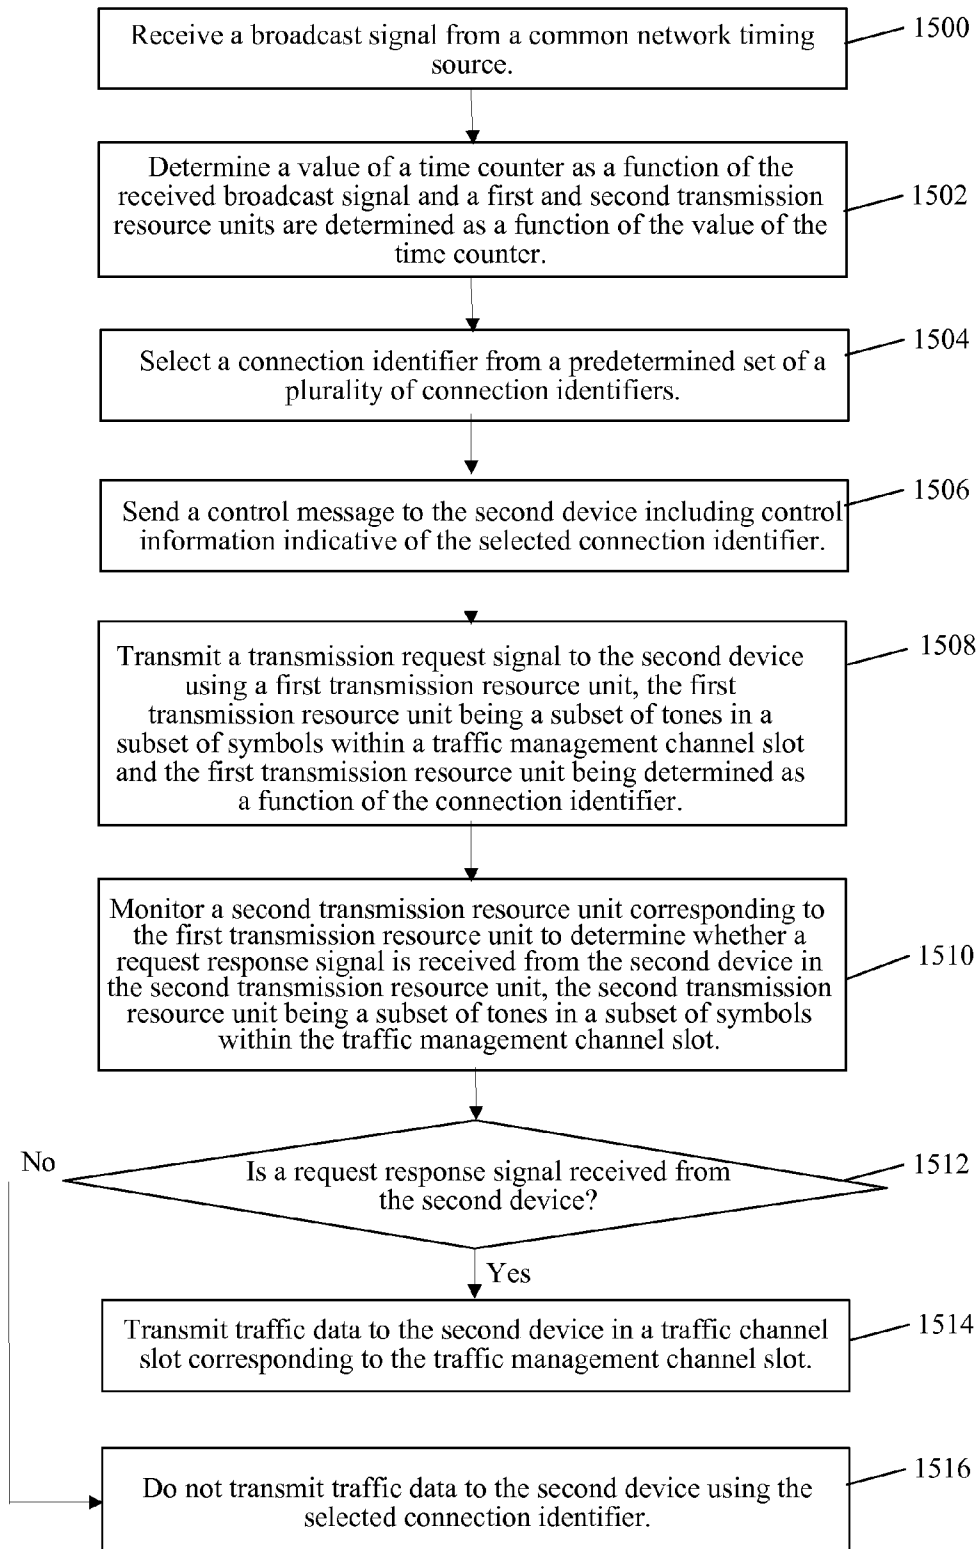 Receive a broadcast signal from a common network timing
source.
1500
Determine a value of a time counter as a function of the
received broadcast signal and a first and second transmission
resource units are determined as a function of the value of the
time counter.
1502
Select a connection identifier from a predetermined set of a
plurality of connection identifiers.
1504
Send a control message to the second device including control
information indicative of the selected connection identifier.
1506
Transmit a transmission request signal to the second device
using a first transmission resource unit, the first
transmission resource unit being a subset of tones in a
subset of symbols within a traffic management channel slot
and the first transmission resource unit being determined as
a function of the connection identifier.
1508
Monitor a second transmission resource unit corresponding to
the first transmission resource unit to determine whether a
request response signal is received from the second device in
the second transmission resource unit, the second transmission
resource unit being a subset of tones in a subset of symbols
within the traffic management channel slot.
1510
No
Is a request response signal received from
the second device?
1512
Yes
Transmit traffic data to the second device in a traffic channel
slot corresponding to the traffic management channel slot.
1514
Do not transmit traffic data to the second device using the
selected connection identifier.
1516